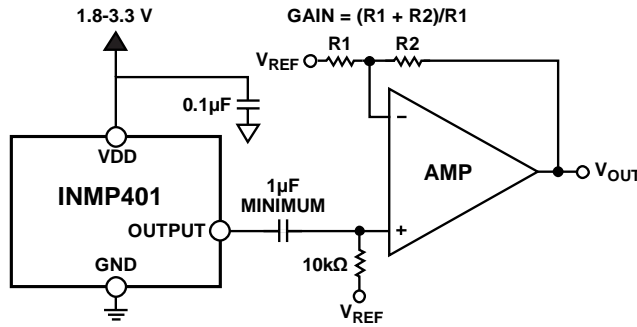 1.8-3.3 V
GAIN = (R1 + R2)/R1
R1
R2
VREF
0.1µF
VDD
−
INMP401
AMP
VOUT
1µF
MINIMUM
OUTPUT
+
10kΩ
GND
VREF